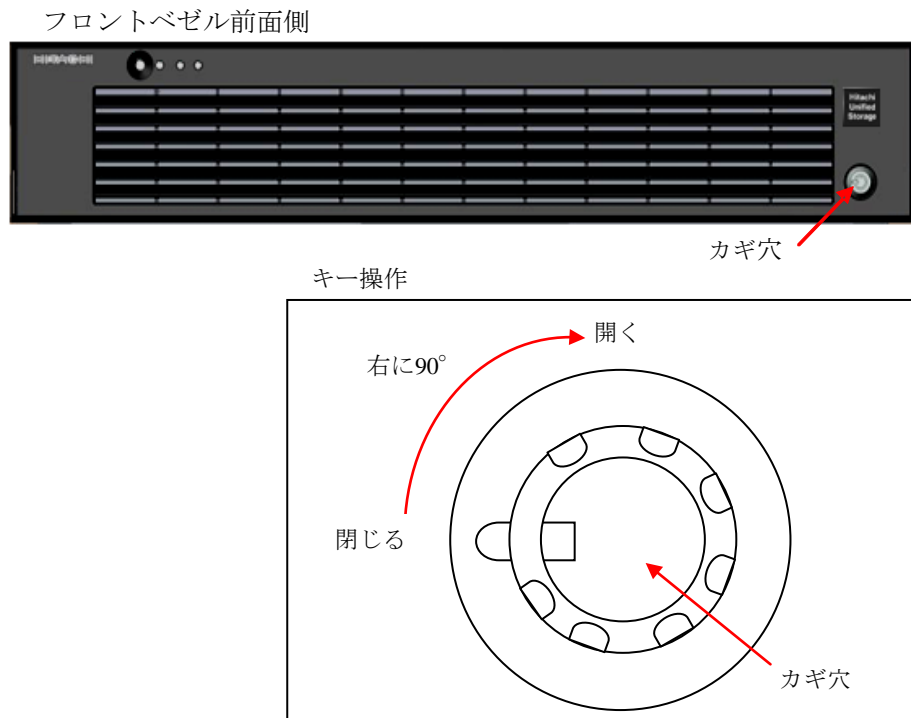 フロントベゼル前面側
HITACHI
Hitachi
Unified
Storage
カギ穴
キー操作
開く
右に90°
閉じる
カギ穴